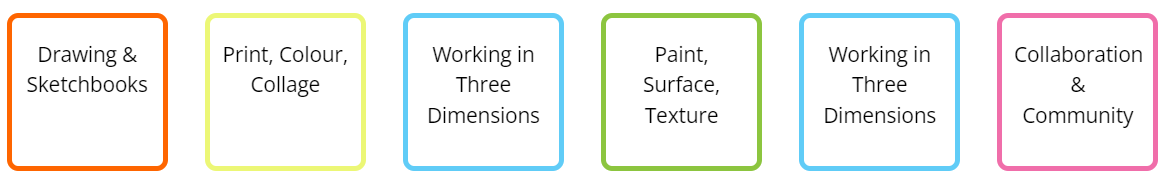 Drawing &
Sketchbooks
Print, Colour,
Collage
Working in
Three
Dimensions
Paint,
Surface,
Texture
Working in
Three
Dimensions
Collaboration
&
Community